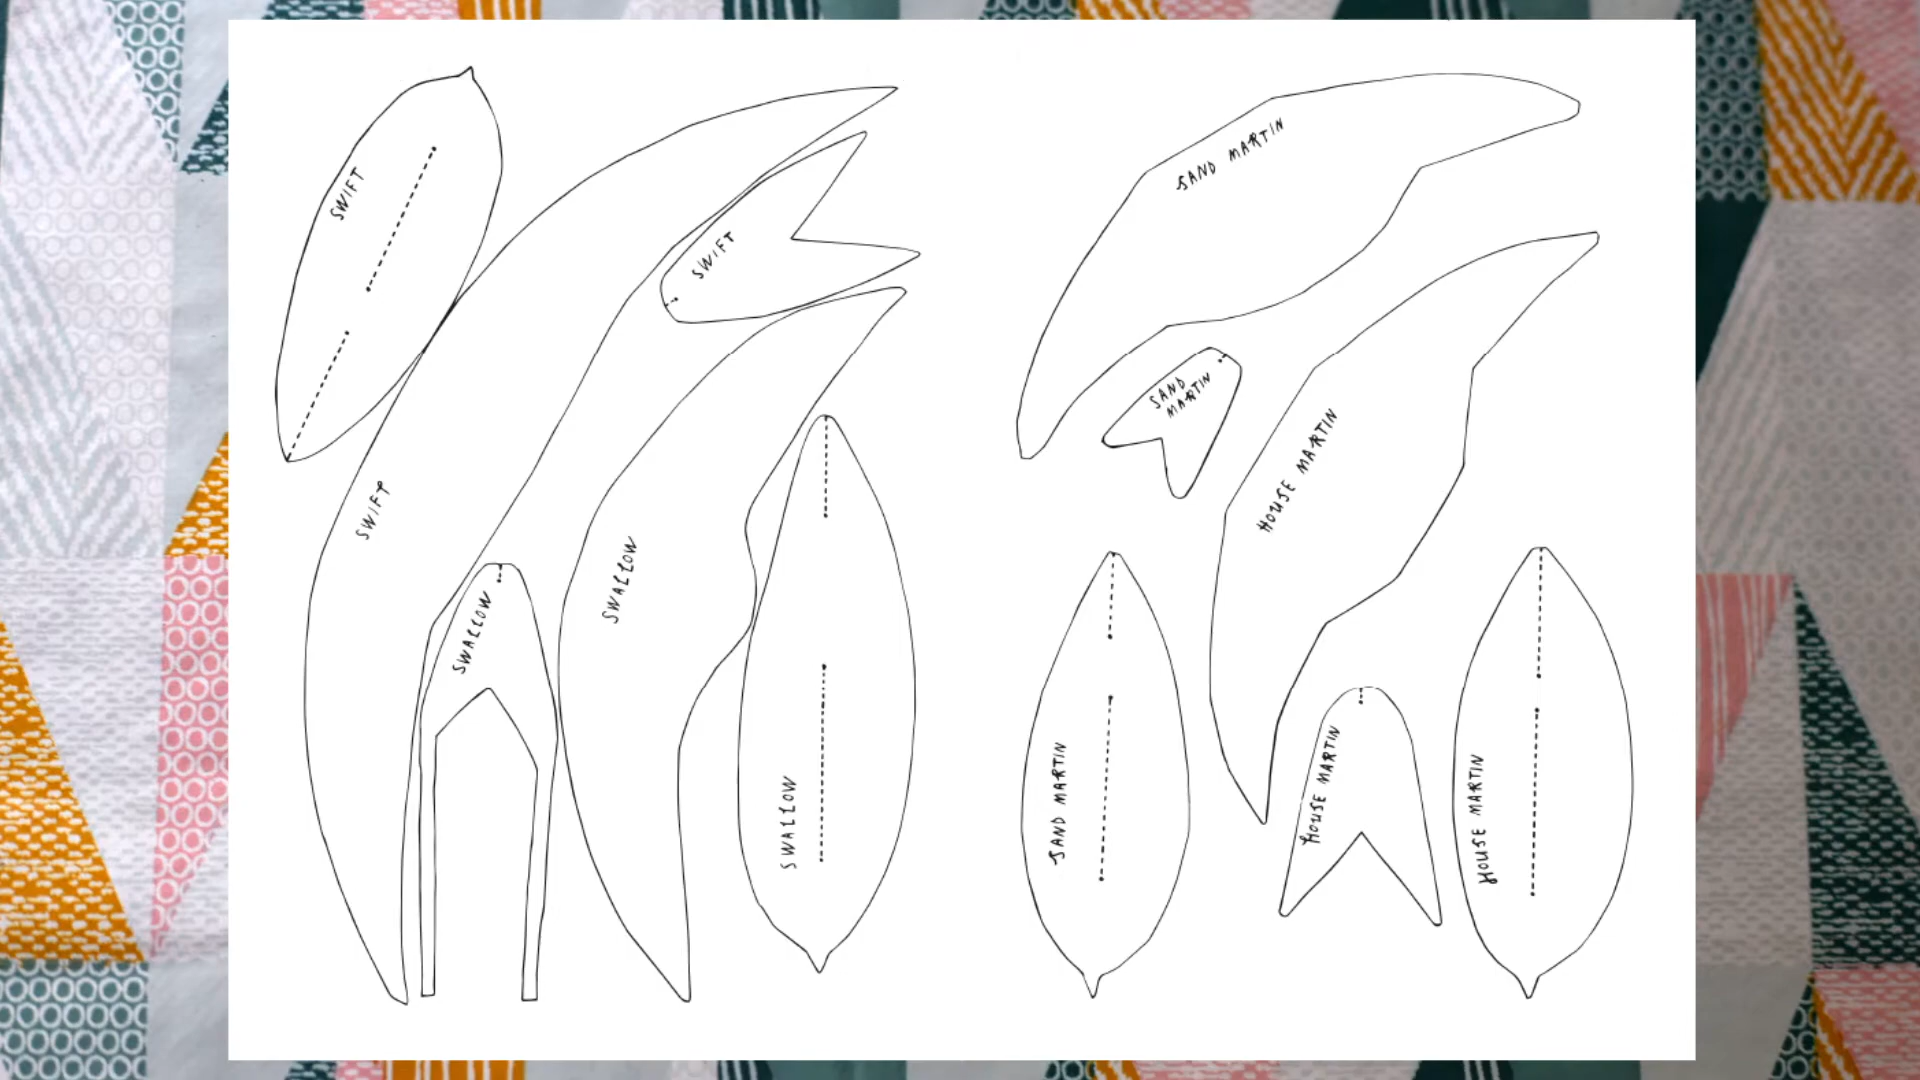 SWIFT
SWIFT
SWIFT
SWALLOW
SWALLOW
SWALLOW
SAND MARTIN
SAND
MARTIN
HOUSE MARTIN
SAND MARTIN
HOUSE MARTIN
HOUSE MARTIN